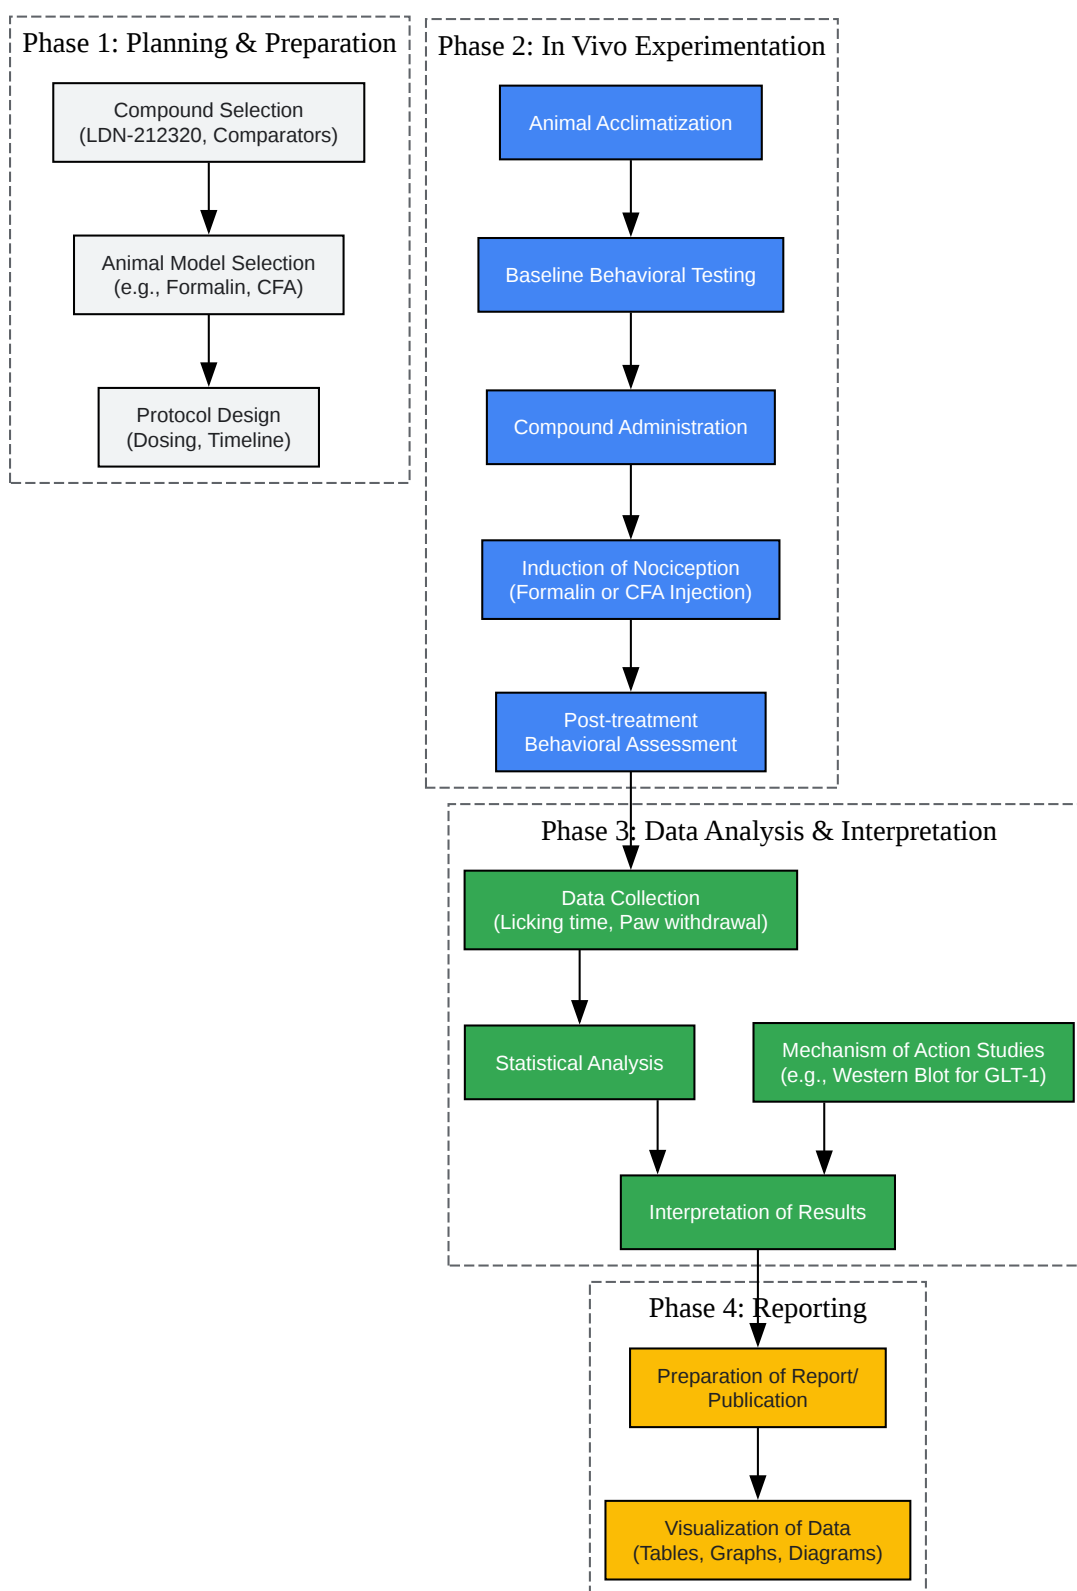 Phase 1: Planning & Preparation
Compound Selection
(LDN-212320, Comparators)
Animal Model Selection
(e.g., Formalin, CFA)
Protocol Design
(Dosing, Timeline)
Phase 2: In Vivo Experimentation
Animal Acclimatization
Baseline Behavioral Testing
Compound Administration
Induction of Nociception
(Formalin or CFA Injection)
Post-treatment
Behavioral Assessment
Phase 3: Data Analysis & Interpretation
Data Collection
(Licking time, Paw withdrawal)
Statistical Analysis
Mechanism of Action Studies
(e.g., Western Blot for GLT-1)
Interpretation of Results
Phase 4: Reporting
Preparation of Report/
Publication
Visualization of Data
(Tables, Graphs, Diagrams)